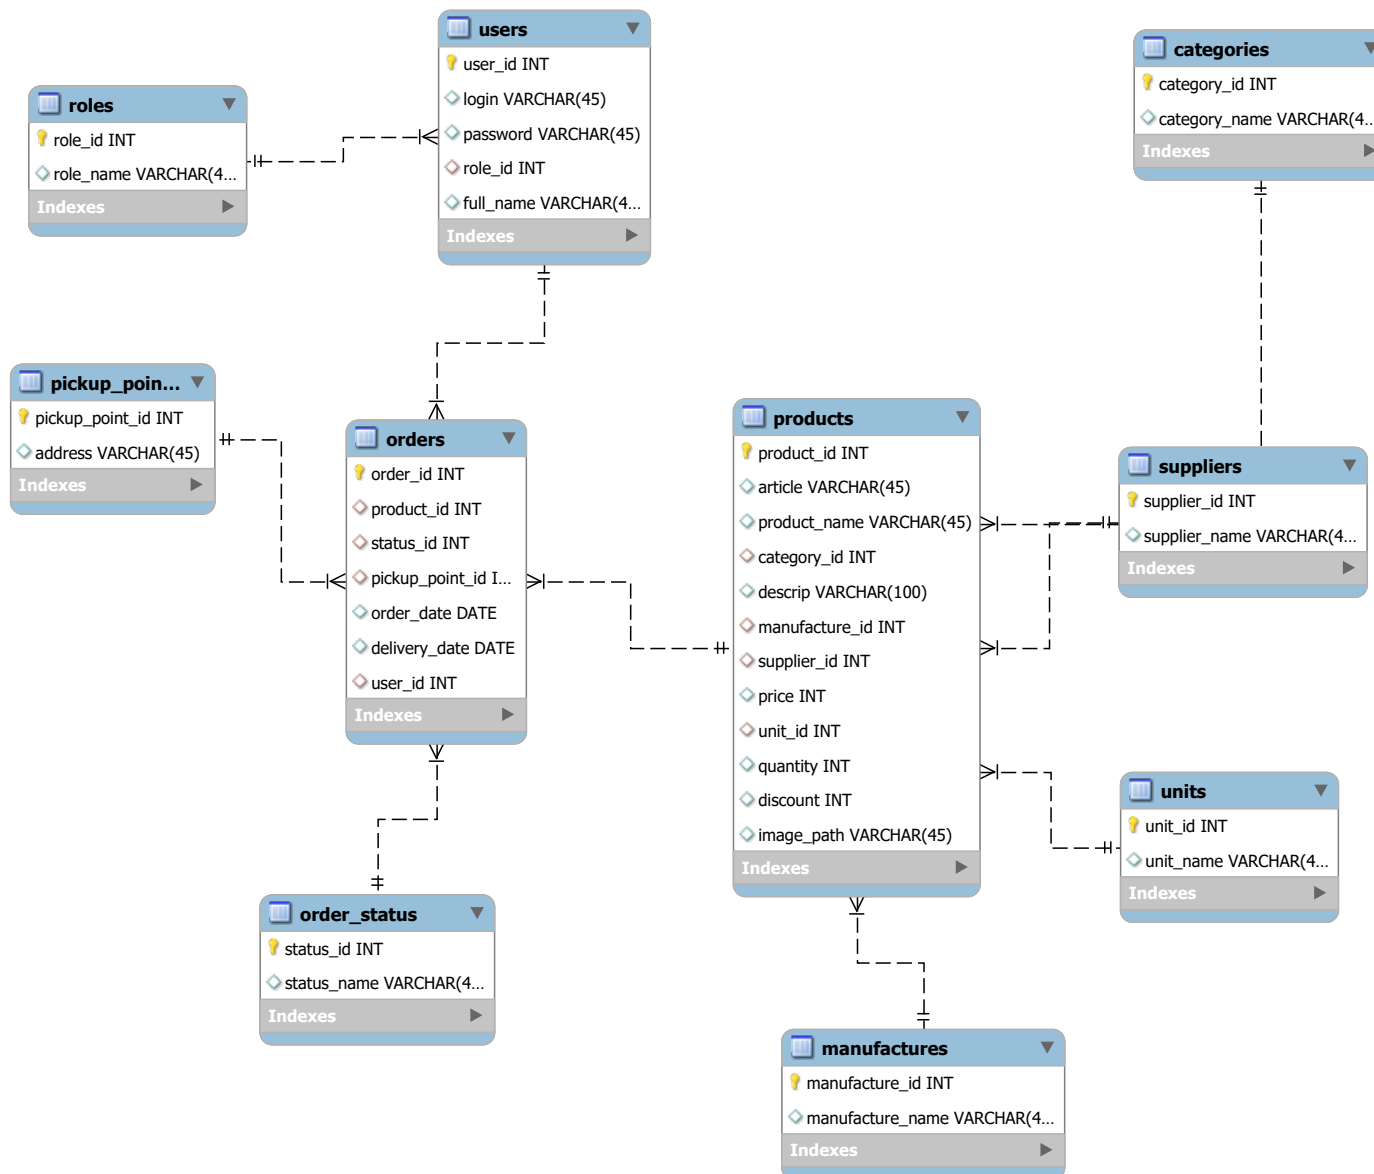 users
user_id INT
login VARCHAR(45)
password VARCHAR(45)
role_id INT
full_name VARCHAR(4...
Indexes
categories
category_id INT
category_name VARCHAR(4...
Indexes
roles
role_id INT
role_name VARCHAR(4...
Indexes
pickup_poin...
pickup_point_id INT
address VARCHAR(45)
Indexes
orders
order_id INT
product_id INT
status_id INT
pickup_point_id I...
order_date DATE
delivery_date DATE
user_id INT
Indexes
products
product_id INT
article VARCHAR(45)
product_name VARCHAR(45)
category_id INT
descrip VARCHAR(100)
manufacture_id INT
supplier_id INT
price INT
unit_id INT
quantity INT
discount INT
image_path VARCHAR(45)
Indexes
suppliers
supplier_id INT
supplier_name VARCHAR(4...
Indexes
units
unit_id INT
unit_name VARCHAR(4...
Indexes
order_status
status_id INT
status_name VARCHAR(4...
Indexes
manufactures
manufacture_id INT
manufacture_name VARCHAR(4...
Indexes